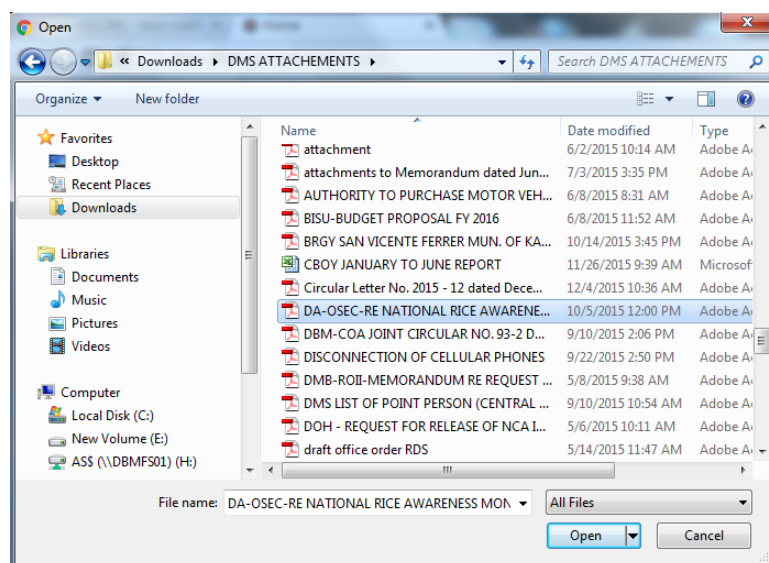 Open
« Downloads ▸ DMS ATTACHEMENTS ▸ Search DMS ATTACHEMENTS
Organize New folder
Favorites
Desktop
Recent Places
Downloads
Libraries
Documents
Music
Pictures
Videos
Computer
Local Disk (C:)
New Volume (E:)
AS$ (\\DBMFS01) (H:)
Name Date modified Type
attachment 6/2/2015 10:14 AM Adobe A
attachments to Memorandum dated Jun... 7/3/2015 3:35 PM Adobe A
AUTHORITY TO PURCHASE MOTOR VEH... 6/8/2015 8:31 AM Adobe A
BISU-BUDGET PROPOSAL FY 2016 6/8/2015 11:52 AM Adobe A
BRGY SAN VICENTE FERRER MUN. OF KA... 10/14/2015 3:45 PM Adobe A
CBOY JANUARY TO JUNE REPORT 11/26/2015 9:39 AM Microsof
Circular Letter No. 2015 - 12 dated Dece... 12/4/2015 10:36 AM Adobe A
DA-OSEC-RE NATIONAL RICE AWARENE... 10/5/2015 12:00 PM Adobe A
DBM-COA JOINT CIRCULAR NO. 93-2 D... 9/10/2015 2:06 PM Adobe A
DISCONNECTION OF CELLULAR PHONES 9/22/2015 2:50 PM Adobe A
DMB-ROII-MEMORANDUM RE REQUEST ... 5/8/2015 9:38 AM Adobe A
DMS LIST OF POINT PERSON (CENTRAL ... 9/10/2015 10:54 AM Adobe A
DOH - REQUEST FOR RELEASE OF NCA I... 5/6/2015 10:11 AM Adobe A
draft office order RDS 5/14/2015 11:47 AM Adobe A
File name: DA-OSEC-RE NATIONAL RICE AWARENESS MON All Files
Open Cancel